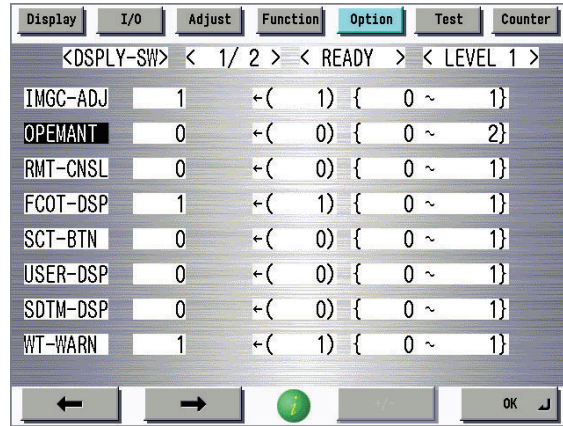 Display I/O Adjust Function Option Test Counter
<DSPLY-SW> < 1/ 2 > < READY > < LEVEL 1 >
IMGC-ADJ 1 ←( 1) { 0 ~ 1}
OPEMANT 0 ←( 0) { 0 ~ 2}
RMT-CNSL 0 ←( 0) { 0 ~ 1}
FCOT-DSP 1 ←( 1) { 0 ~ 1}
SCT-BTN 0 ←( 0) { 0 ~ 1}
USER-DSP 0 ←( 0) { 0 ~ 1}
SDTM-DSP 0 ←( 0) { 0 ~ 1}
WT-WARN 1 ←( 1) { 0 ~ 1}
← → i +/- OK ↵